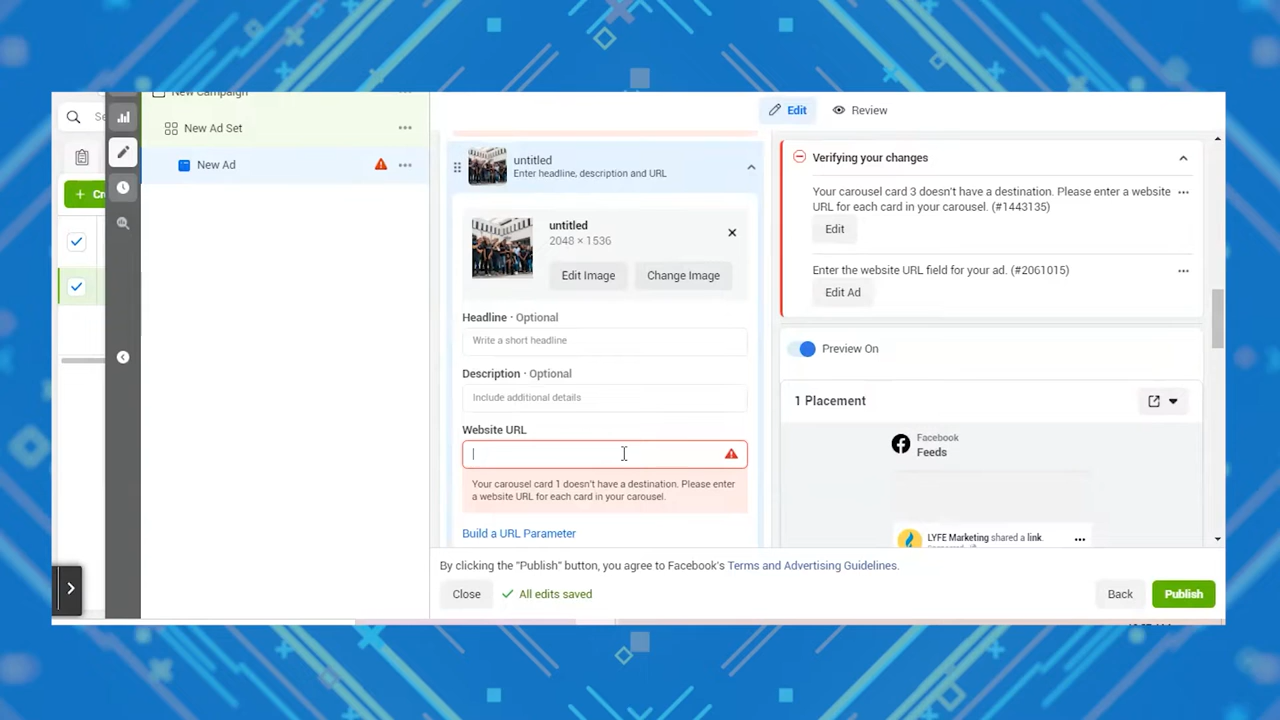 New Campaign
Se
New Ad Set
New Ad
+ Cr
Edit
Review
untitled
Enter headline, description and URL
untitled
2048 × 1536
Edit Image
Change Image
Headline · Optional
Write a short headline
Description · Optional
Include additional details
Website URL
Your carousel card 1 doesn't have a destination. Please enter
a website URL for each card in your carousel.
Build a URL Parameter
Verifying your changes
Your carousel card 3 doesn't have a destination. Please enter a website
URL for each card in your carousel. (#1443135)
Edit
Enter the website URL field for your ad. (#2061015)
Edit Ad
Preview On
1 Placement
Facebook
Feeds
LYFE Marketing shared a link.
By clicking the "Publish" button, you agree to Facebook's Terms and Advertising Guidelines.
Close
All edits saved
Back
Publish